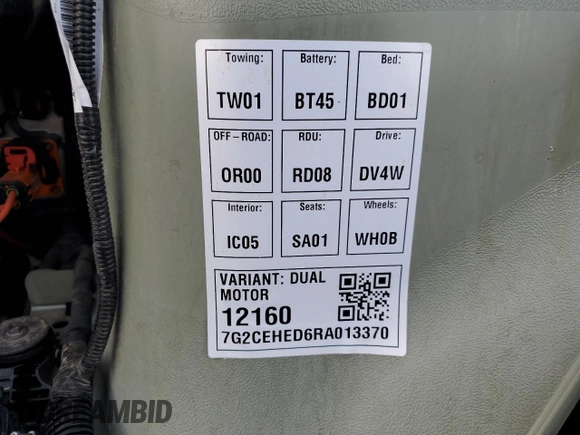 Towing: Battery: Bed:
TW01 BT45 BD01
OFF-ROAD: RDU: Drive:
OR00 RD08 DV4W
Interior: Seats: Wheels:
IC05 SA01 WH0B
VARIANT: DUAL
MOTOR
12160
7G2CEHED6RA013370